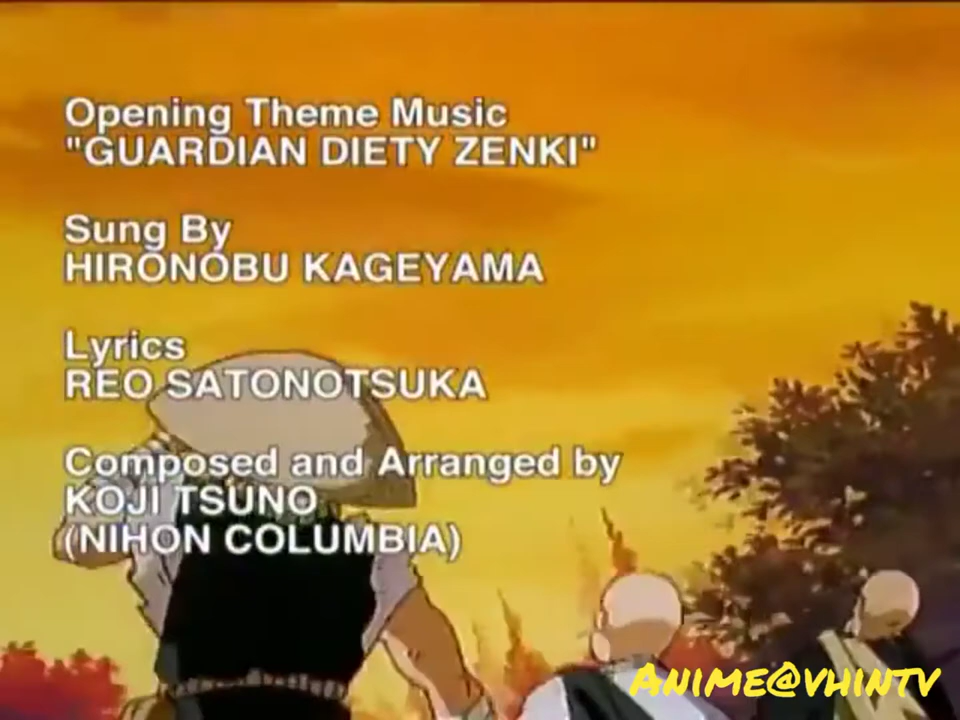 Opening Theme Music
"GUARDIAN DIETY ZENKI"
Sung By
HIRONOBU KAGEYAMA
Lyrics
REO SATONOTSUKA
Composed and Arranged by
KOJI TSUNO
(NIHON COLUMBIA)
Anime@vhintv